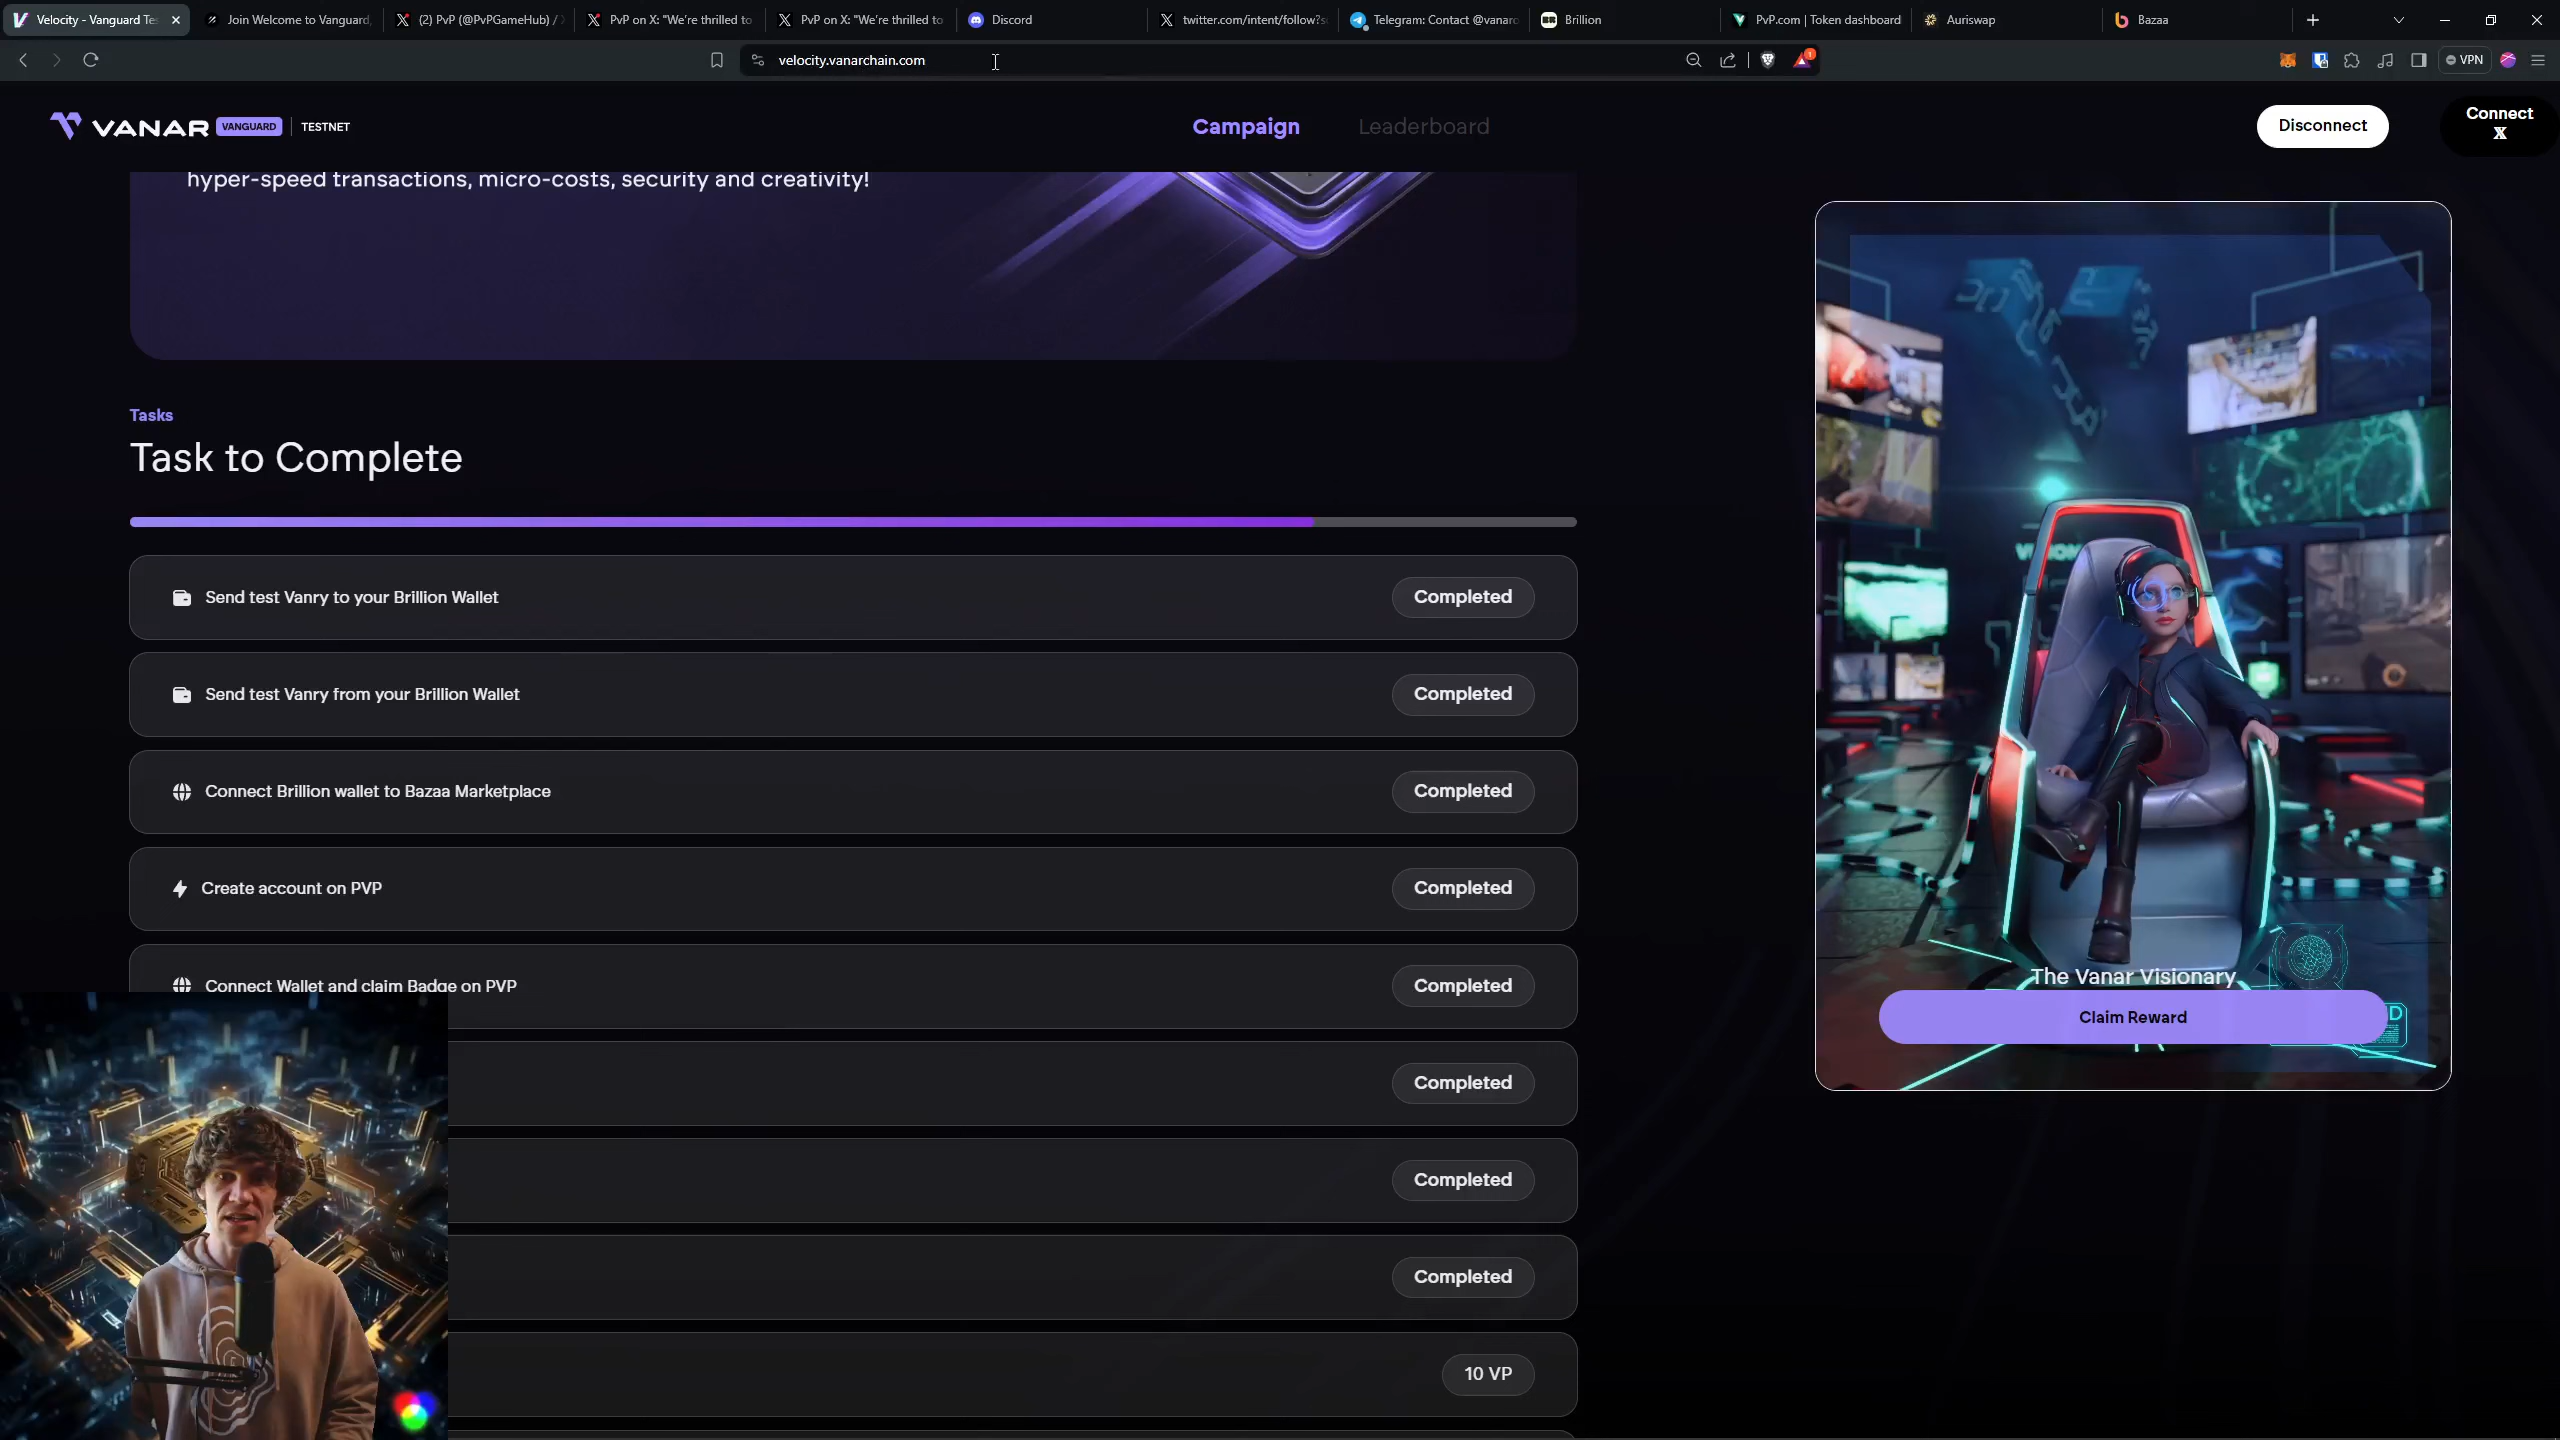 Velocity - Vanguard Tes
Join Welcome to Vanguard,
(2) PvP (@PvPGameHub) / X
PvP on X: "We're thrilled to
PvP on X: "We're thrilled to
Discord
twitter.com/intent/follow?s
Telegram: Contact @vanarc
Brillion
PvP.com | Token dashboard
Auriswap
Bazaa
velocity.vanarchain.com
1
VPN
VANAR VANGUARD | TESTNET
Campaign
Leaderboard
Disconnect
Connect
X
hyper-speed transactions, micro-costs, security and creativity!
Tasks
Task to Complete
Send test Vanry to your Brillion Wallet
Completed
Send test Vanry from your Brillion Wallet
Completed
Connect Brillion wallet to Bazaa Marketplace
Completed
Create account on PVP
Completed
Connect Wallet and claim Badge on PVP
Completed
Completed
Completed
Completed
10 VP
The Vanar Visionary
Claim Reward